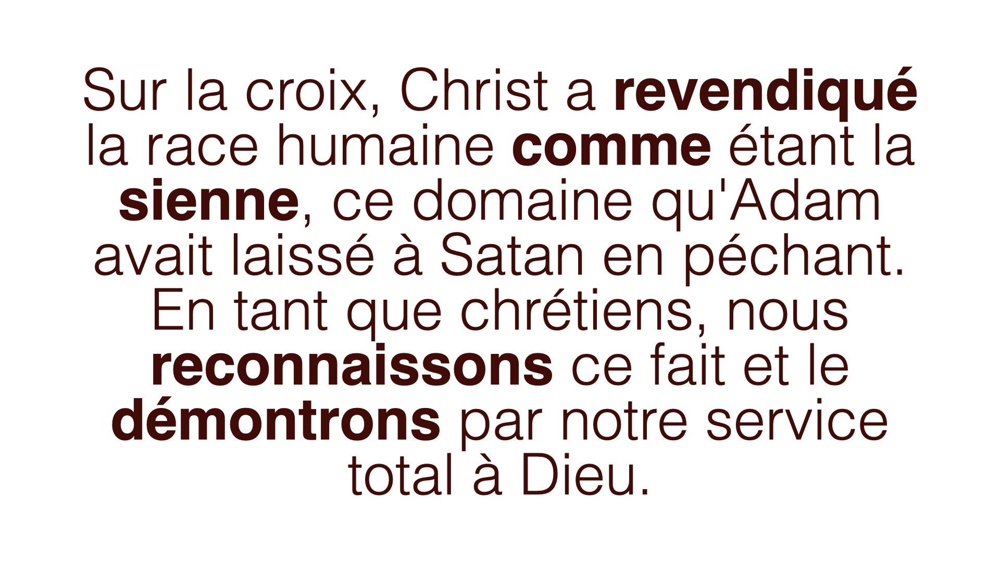 Sur la croix, Christ a revendiqué
la race humaine comme étant la
sienne, ce domaine qu'Adam
avait laissé à Satan en péchant.
En tant que chrétiens, nous
reconnaissons ce fait et le
démontrons par notre service
total à Dieu.